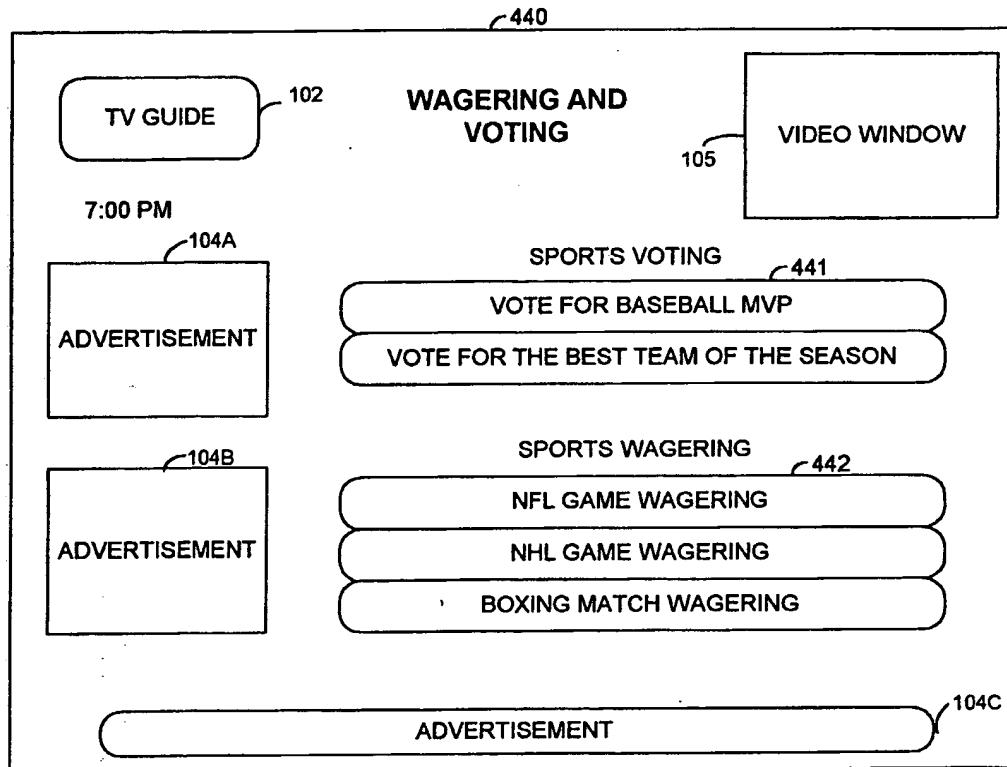 440
TV GUIDE
102
WAGERING AND
VOTING
VIDEO WINDOW
105
7:00 PM
104A
ADVERTISEMENT
SPORTS VOTING
441
VOTE FOR BASEBALL MVP
VOTE FOR THE BEST TEAM OF THE SEASON
104B
ADVERTISEMENT
SPORTS WAGERING
442
NFL GAME WAGERING
NHL GAME WAGERING
BOXING MATCH WAGERING
ADVERTISEMENT
104C